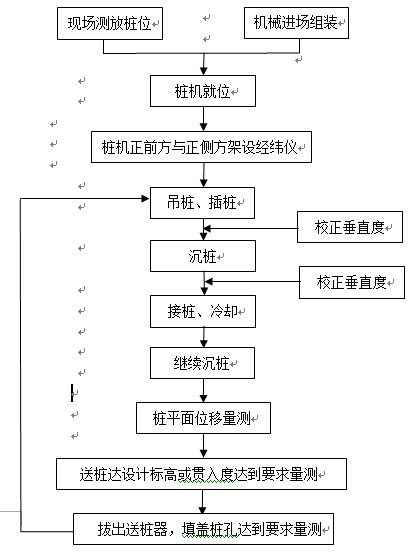 现场测放桩位
机械进场组装
桩机就位
桩机正前方与正侧方架设经纬仪
吊桩、插桩
校正垂直度
沉桩
校正垂直度
接桩、冷却
继续沉桩
桩平面位移量测
送桩达设计标高或贯入度达到要求量测
拔出送桩器，填盖桩孔达到要求量测